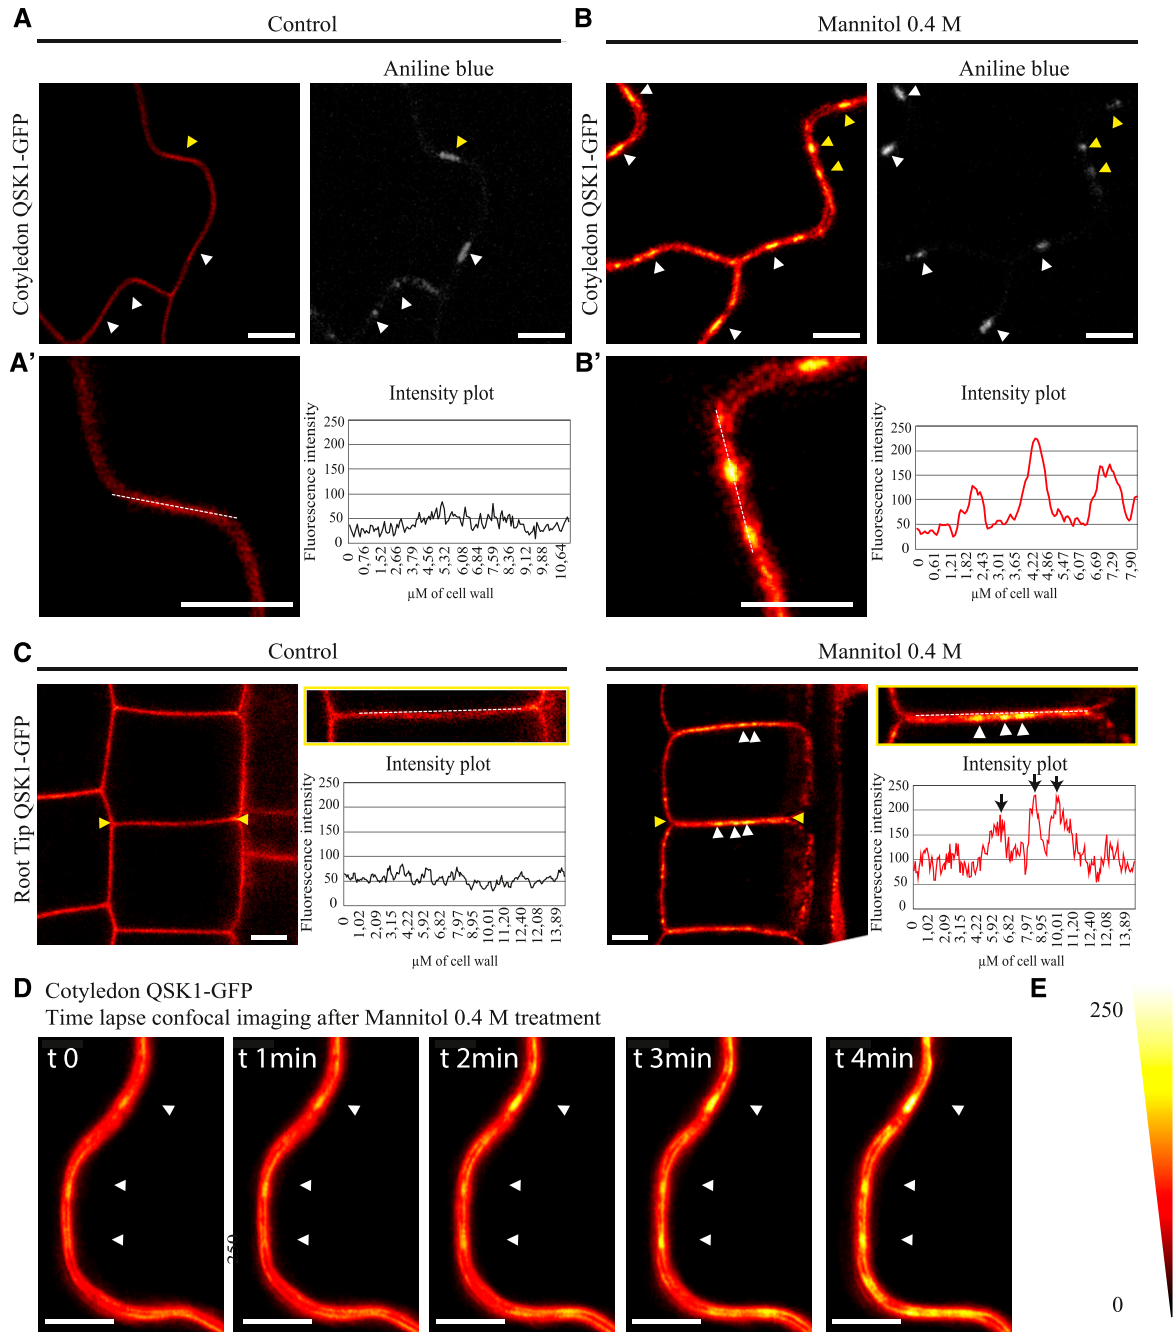 A
Control
B
Mannitol 0.4 M
Aniline blue
Aniline blue
Cotyledon QSK1-GFP
Cotyledon QSK1-GFP
A'
Intensity plot
Fluorescence intensity
250
200
150
100
50
0
0 0,76 1,52 2,66 3,79 4,56 5,32 6,08 6,84 7,59 8,36 9,12 9,88 10,64
µM of cell wall
B'
Intensity plot
Fluorescence intensity
250
200
150
100
50
0
0 0,61 1,21 1,82 2,43 3,01 3,65 4,22 4,86 5,47 6,07 6,69 7,29 7,90
µM of cell wall
C
Control
Mannitol 0.4 M
Root Tip QSK1-GFP
Intensity plot
Fluorescence intensity
250
200
150
100
50
0
0 1,02 2,09 3,15 4,22 5,92 6,82 7,97 8,95 10,01 11,20 12,40 12,08 13,89
µM of cell wall
Intensity plot
Fluorescence intensity
250
200
150
100
50
0
0 1,02 2,09 3,15 4,22 5,92 6,82 7,97 8,95 10,01 11,20 12,40 12,08 13,89
µM of cell wall
D
Cotyledon QSK1-GFP
Time lapse confocal imaging after Mannitol 0.4 M treatment
t 0
t 1min
t 2min
t 3min
t 4min
E
250
0